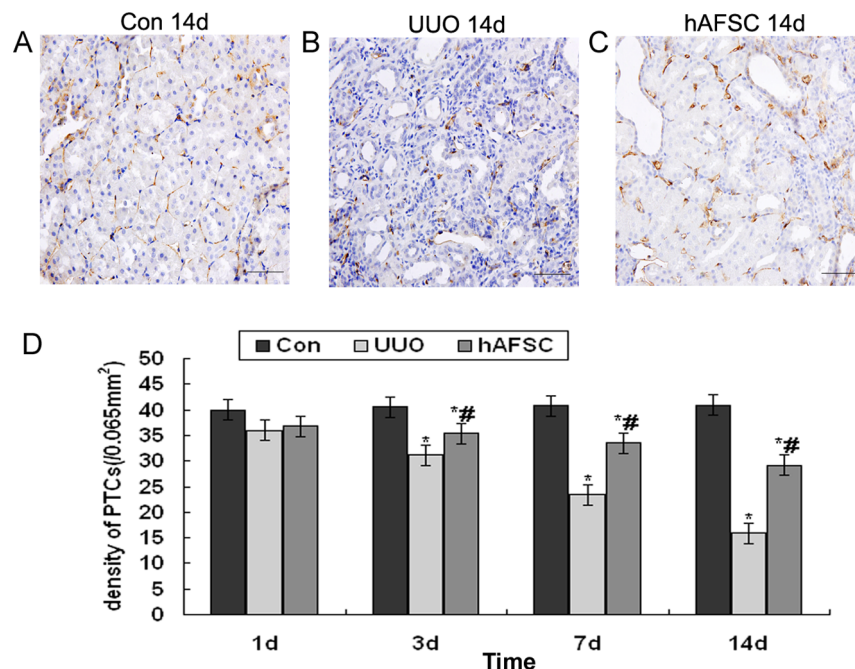 Con 14d
UUO 14d
hAFSC 14d
A
B
C
D
Con UUO hAFSC
density of PTCs(/0.065mm²)
50
45
40
35
30
25
20
15
10
5
0
*
*#
*
*#
*
*#
1d 3d 7d 14d
Time